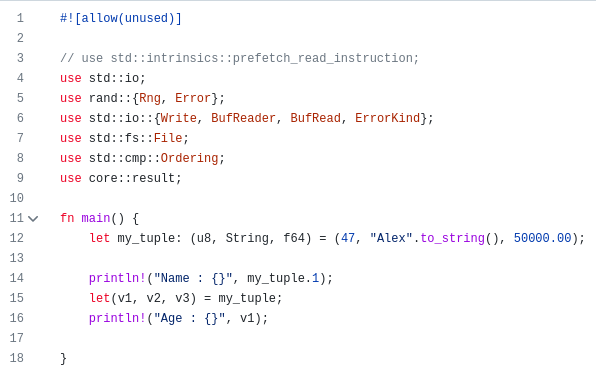 1 #![allow(unused)]
2
3 // use std::intrinsics::prefetch_read_instruction;
4 use std::io;
5 use rand::{Rng, Error};
6 use std::io::{Write, BufReader, BufRead, ErrorKind};
7 use std::fs::File;
8 use std::cmp::Ordering;
9 use core::result;
10
11 fn main() {
12     let my_tuple: (u8, String, f64) = (47, "Alex".to_string(), 50000.00);
13
14     println!("Name : {}", my_tuple.1);
15     let(v1, v2, v3) = my_tuple;
16     println!("Age : {}", v1);
17
18 }